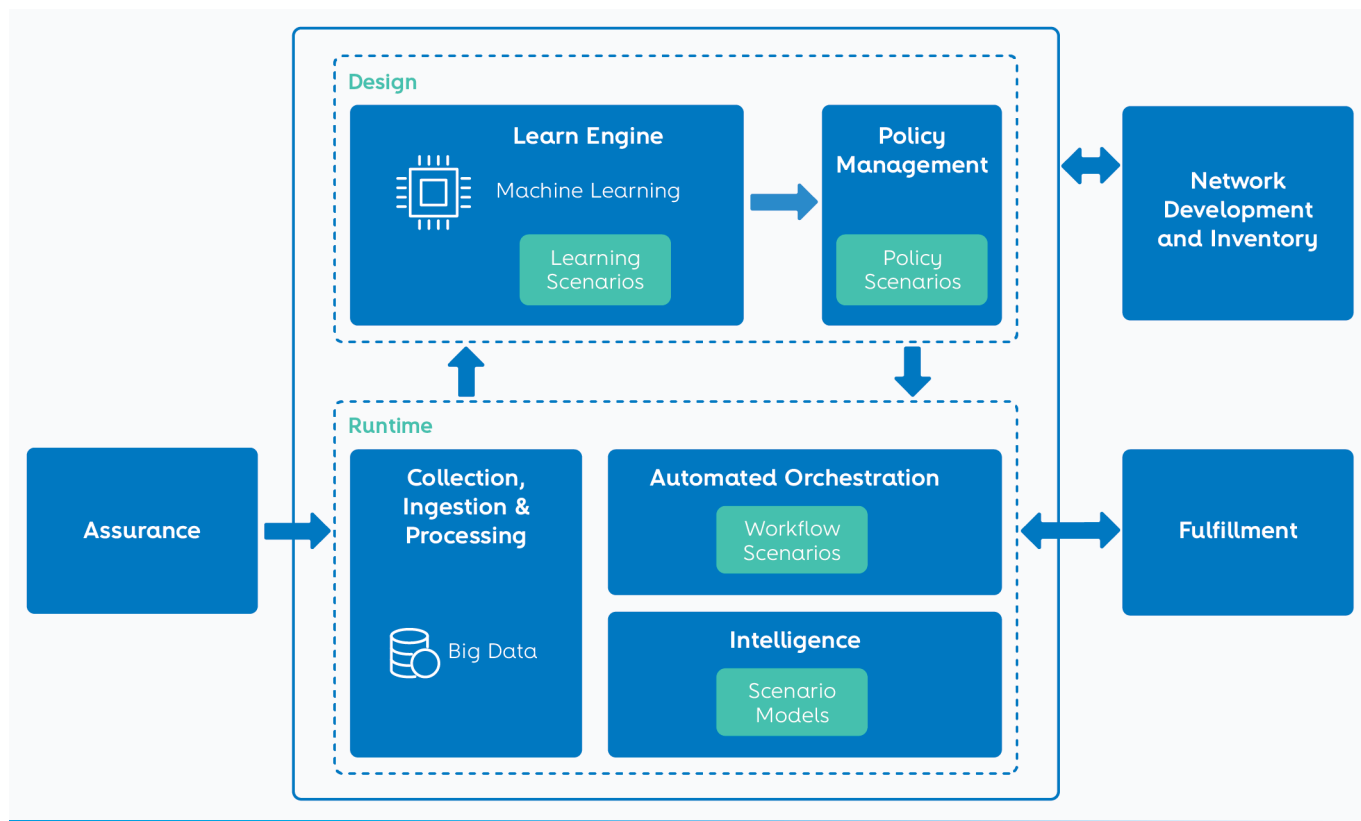 Design
Learn Engine
Machine Learning
Learning
Scenarios
Policy
Management
Policy
Scenarios
Network
Development
and Inventory
Runtime
Assurance
Collection,
Ingestion &
Processing
Big Data
Automated Orchestration
Workflow
Scenarios
Intelligence
Scenario
Models
Fulfillment